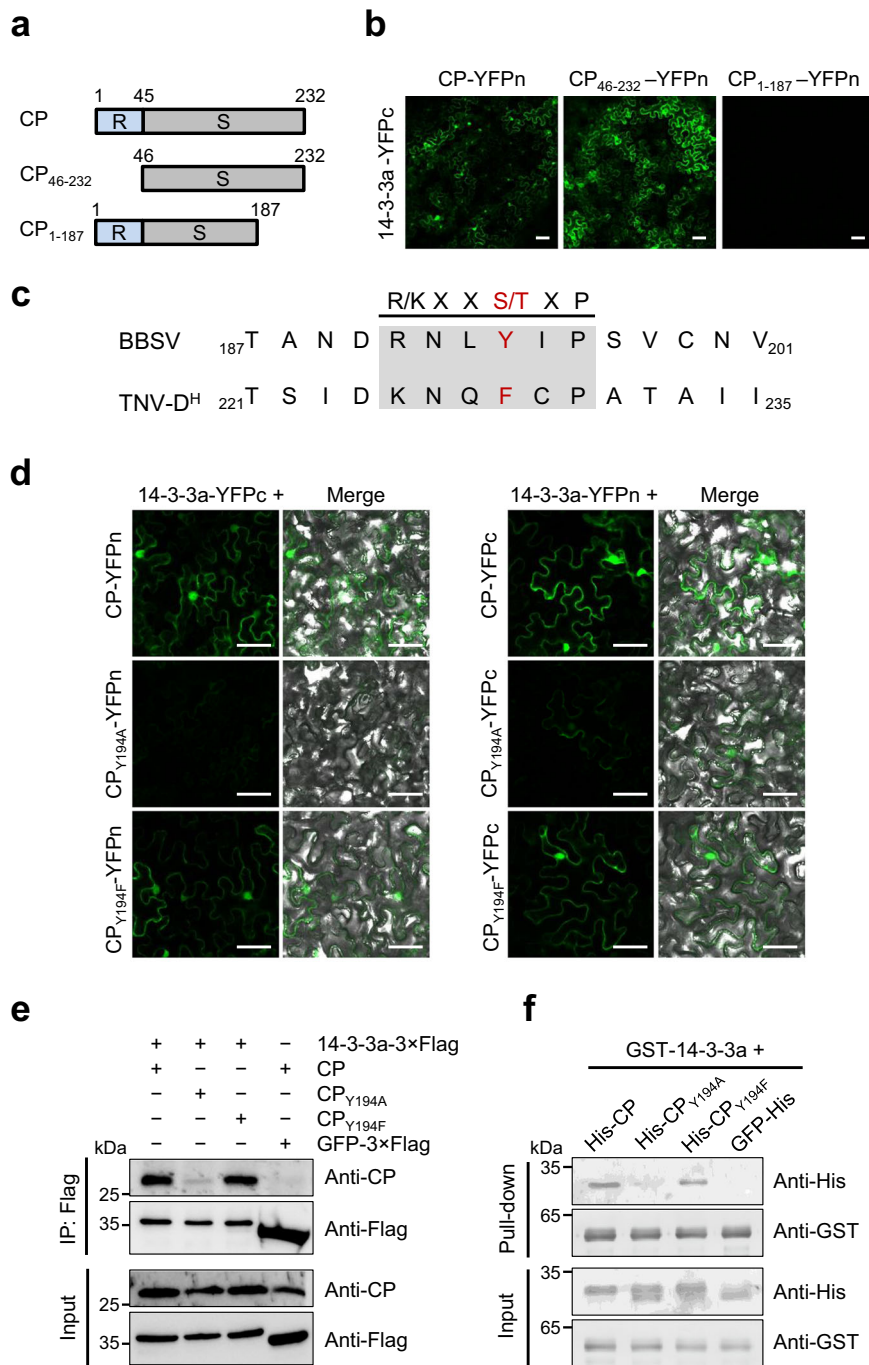 a
1 45 232
CP R S
46 232
CP46-232 S
1 187
CP1-187 R S
b
CP-YFPn CP46-232 –YFPn CP1-187 –YFPn
14-3-3a -YFPc
c
R/K X X S/T X P
BBSV 187T A N D R N L Y I P S V C N V201
TNV-DH 221T S I D K N Q F C P A T A I I 235
d
14-3-3a-YFPc + Merge 14-3-3a-YFPn + Merge
CP-YFPn CP-YFPc
CPY194A-YFPn CPY194A-YFPc
CPY194F-YFPn CPY194F-YFPc
e
+ + + – 14-3-3a-3×Flag
+ – – + CP
– + – – CPY194A
– – + – CPY194F
– – – + GFP-3×Flag
kDa
IP: Flag
25 Anti-CP
35 Anti-Flag
Input
25 Anti-CP
35 Anti-Flag
f
GST-14-3-3a +
His-CP His-CPY194A His-CPY194F GFP-His
kDa
Pull-down
35 Anti-His
65 Anti-GST
Input
35 Anti-His
65 Anti-GST